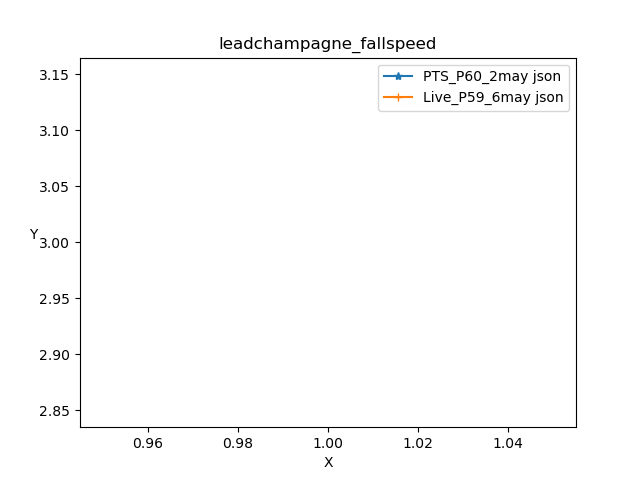 leadchampagne_fallspeed
PTS_P60_2may json
Live_P59_6may json
3.15
3.10
3.05
Y
3.00
2.95
2.90
2.85
0.96
0.98
1.00
1.02
1.04
X